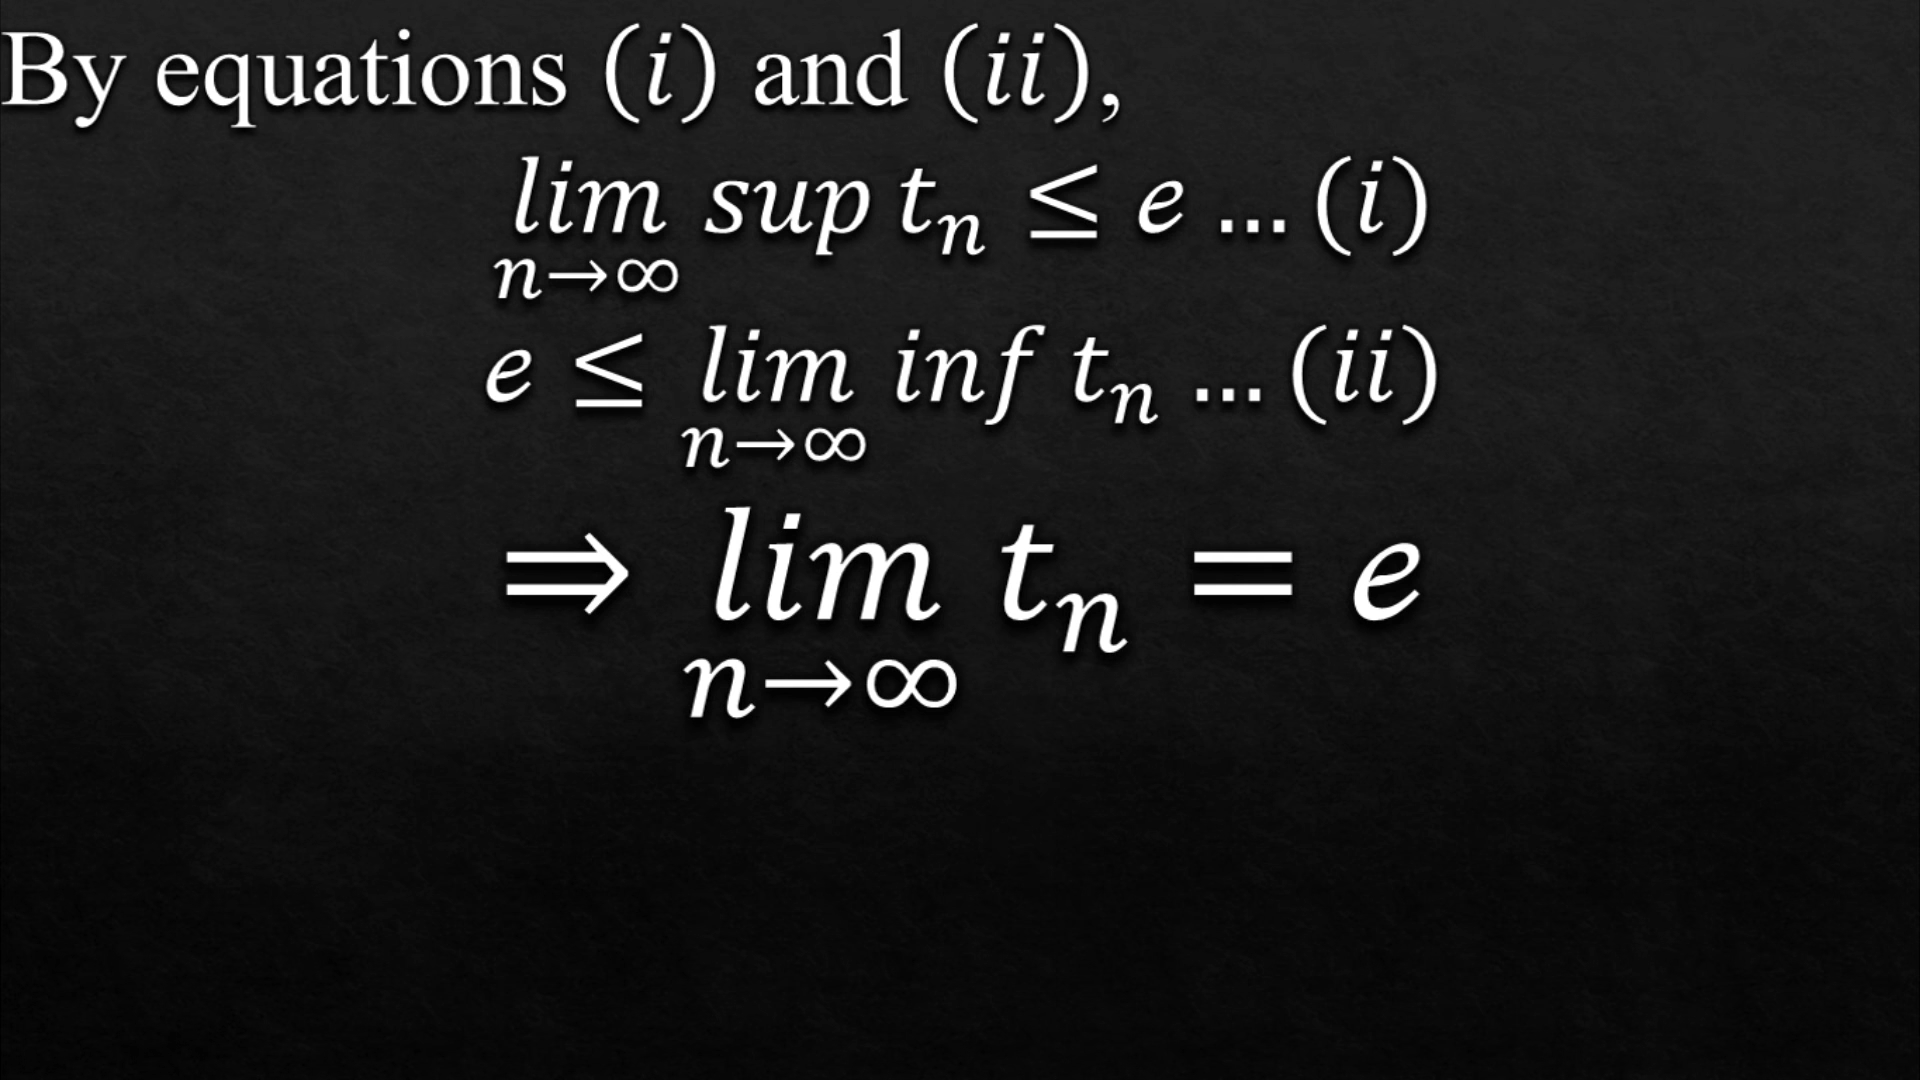 By equations (i) and (ii),
lim sup tₙ ≤ e … (i)
n→∞
e ≤ lim inf tₙ … (ii)
n→∞
⇒ lim tₙ = e
n→∞